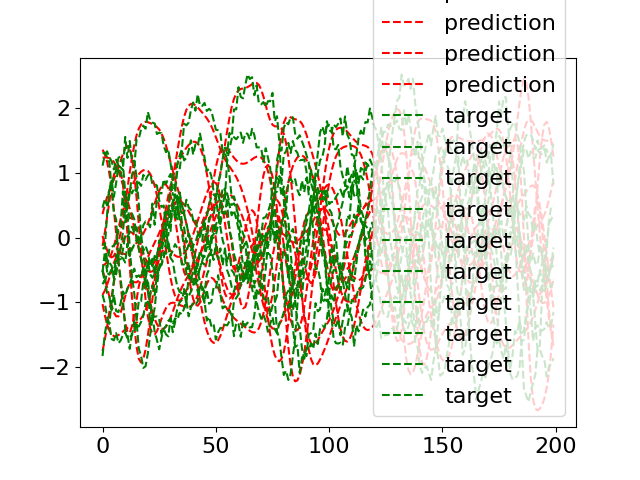 prediction
prediction
prediction
target
target
target
target
target
target
target
target
target
target
2
1
0
−1
−2
0
50
100
150
200